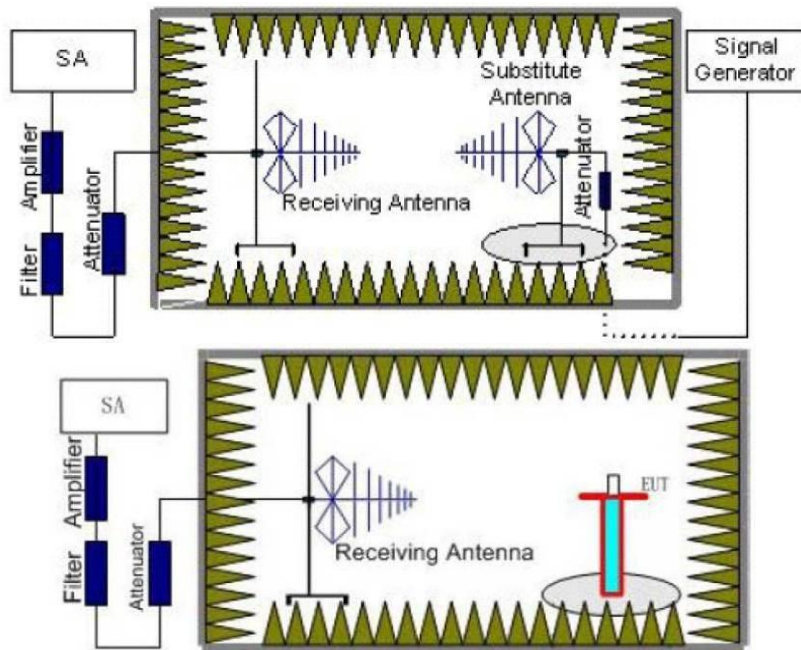 SA
Signal
Generator
Substitute
Antenna
Amplifier
Attenuator
Filter
Attenuator
Receiving Antenna
SA
EUT
Amplifier
Filter
Attenuator
Receiving Antenna